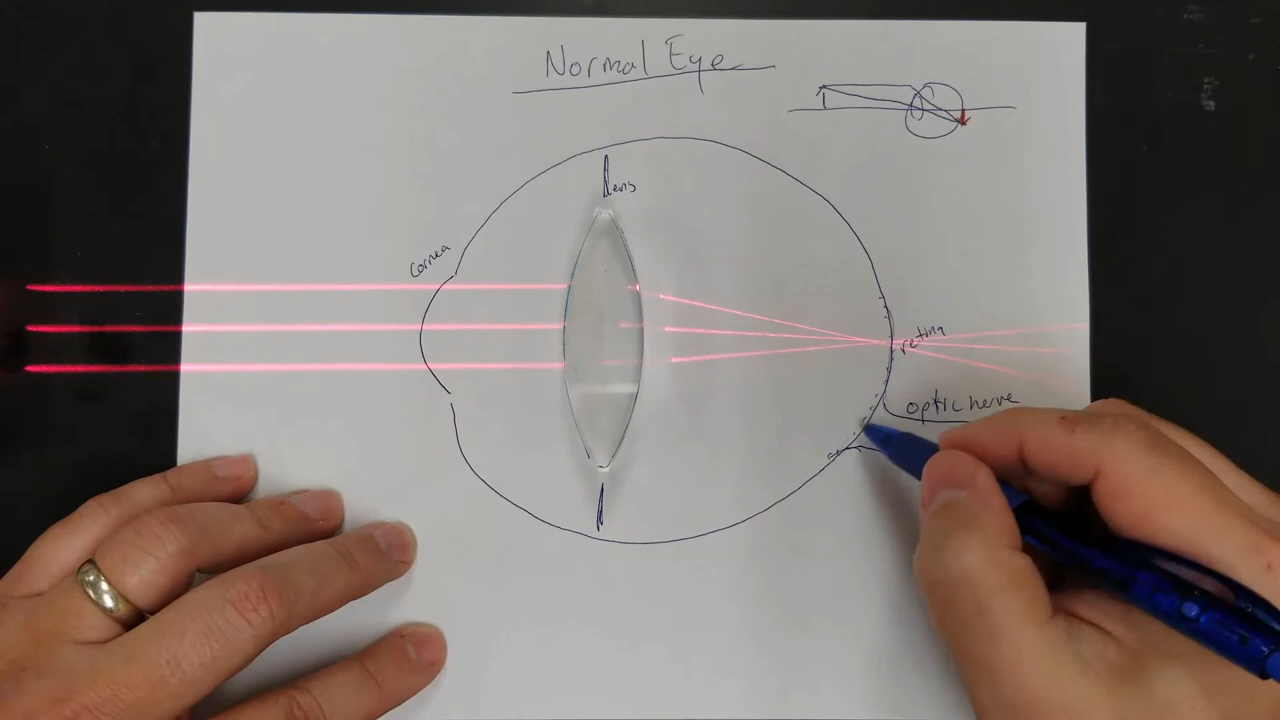 Normal Eye
lens
cornea
retina
optic nerve